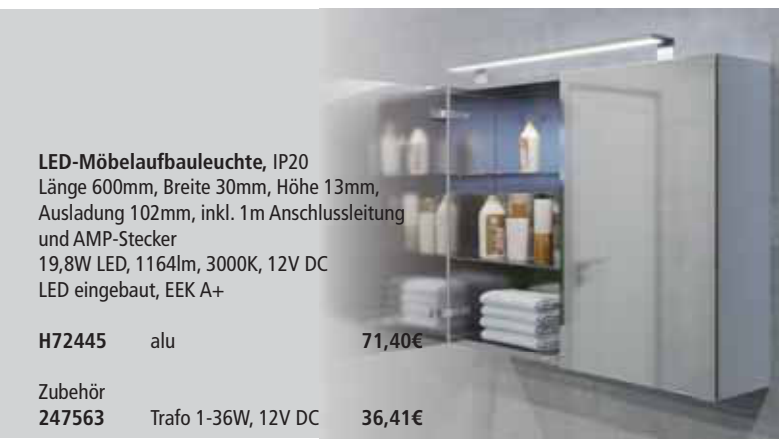 LED-Möbelaufbauleuchte, IP20
Länge 600mm, Breite 30mm, Höhe 13mm,
Ausladung 102mm, inkl. 1m Anschlussleitung
und AMP-Stecker
19,8W LED, 1164lm, 3000K, 12V DC
LED eingebaut, EEK A+
H72445 alu 71,40€
Zubehör
247563 Trafo 1-36W, 12V DC 36,41€